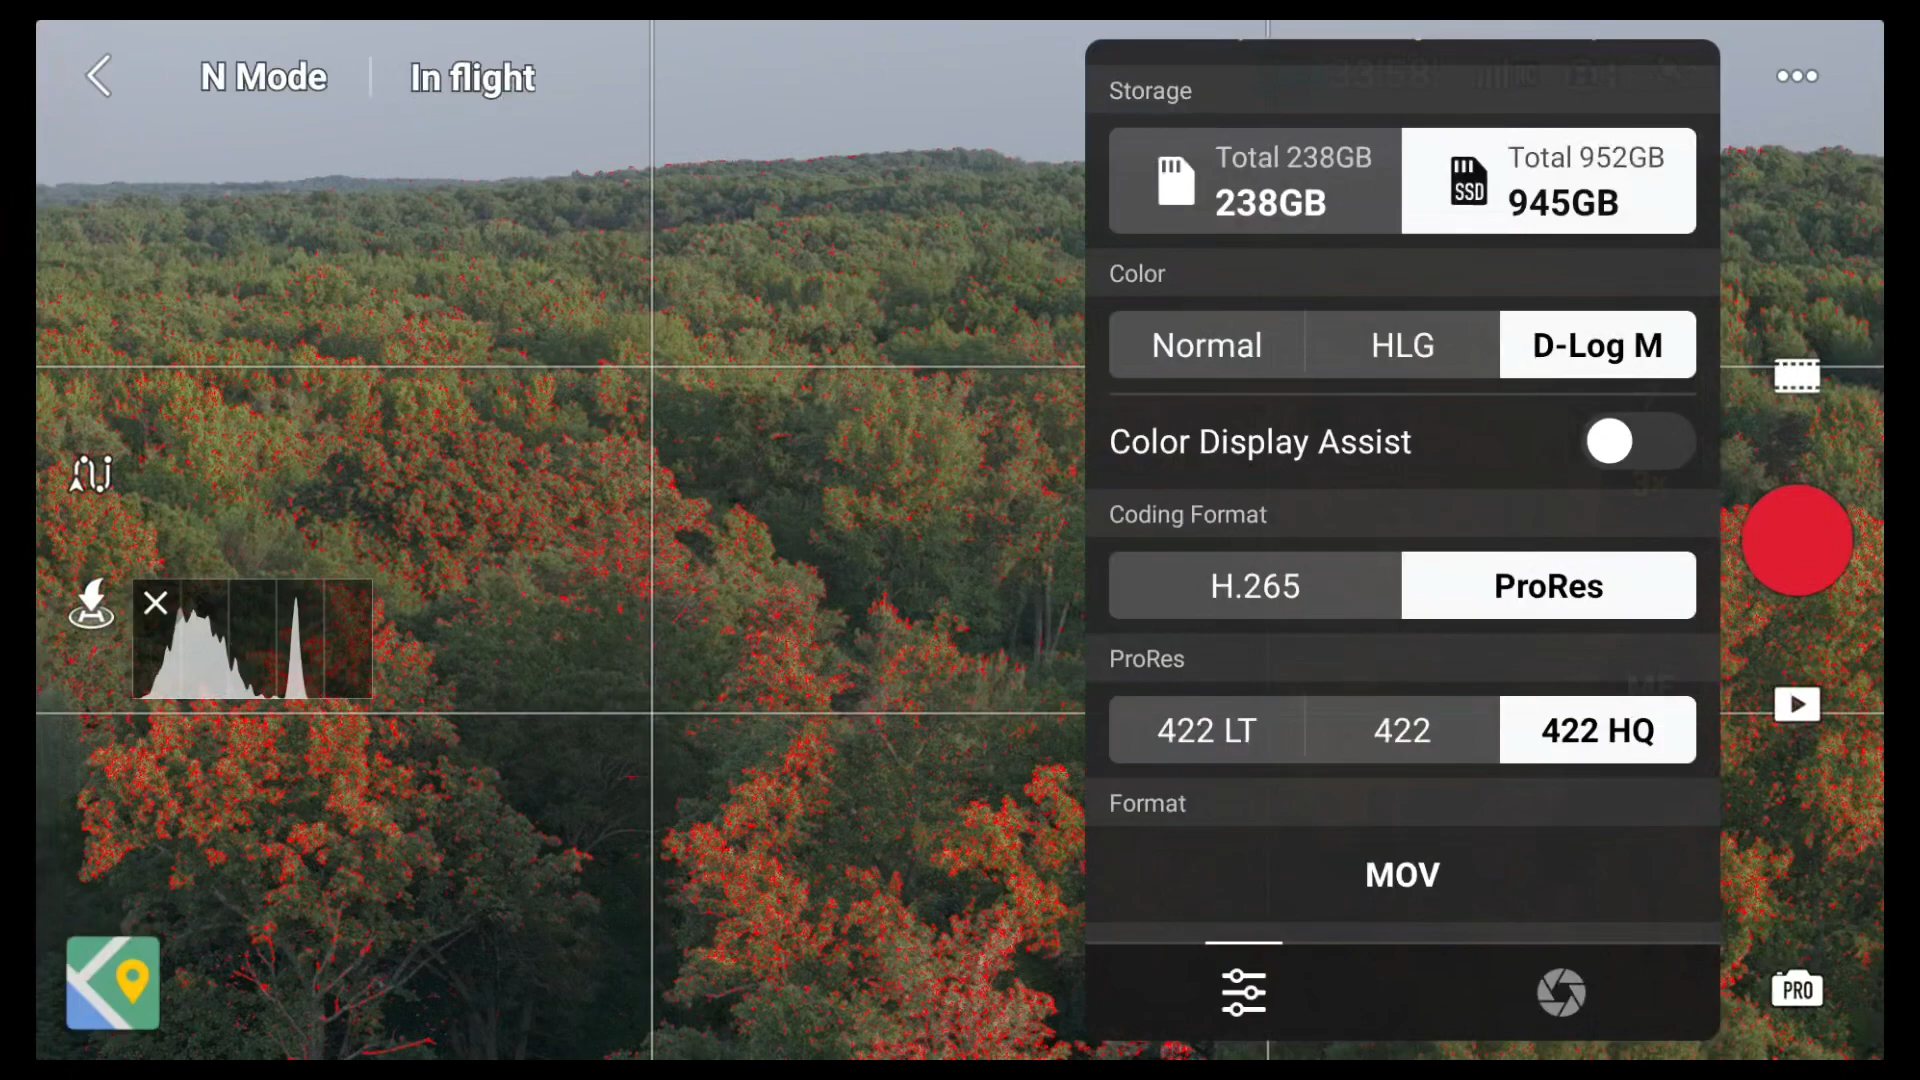 N Mode
In flight
Storage
Total 238GB
238GB
SSD
Total 952GB
945GB
Color
Normal
HLG
D-Log M
Color Display Assist
Coding Format
H.265
ProRes
ProRes
422 LT
422
422 HQ
Format
MOV
PRO